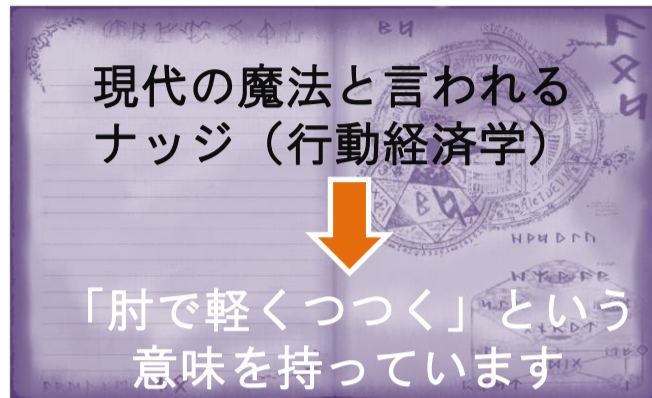 現代の魔法と言われる
ナッジ（行動経済学）
「肘で軽くつつく」という
意味を持っています